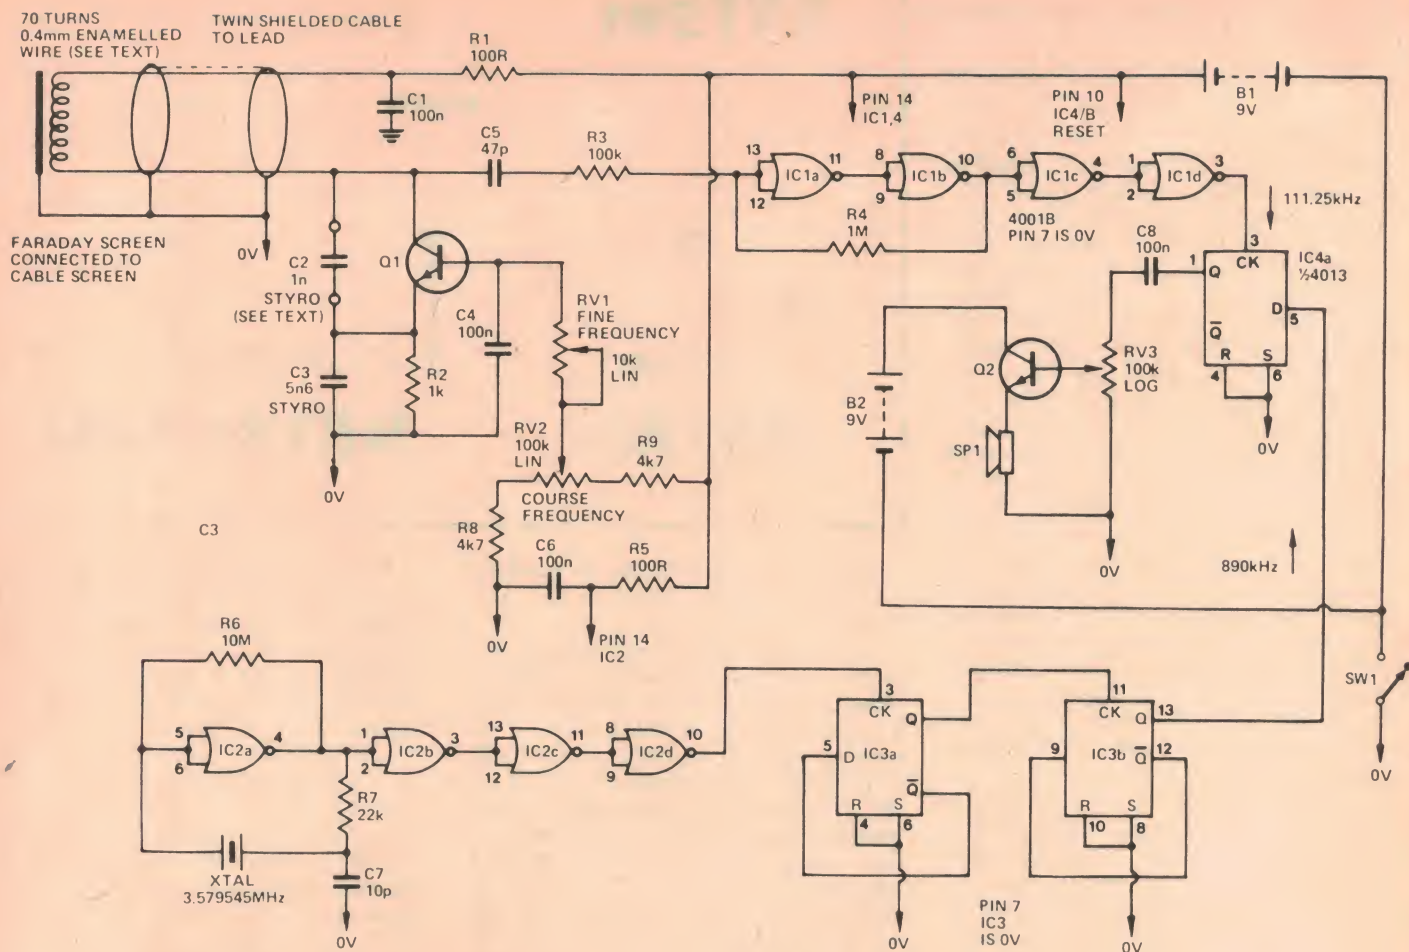 70 TURNS
0.4mm ENAMELLED
WIRE (SEE TEXT)
TWIN SHIELDED CABLE
TO LEAD
R1
100R
C1
100n
C5
47p
R3
100k
PIN 14
IC1,4
PIN 10
IC4/B
RESET
B1
9V
13
12
IC1a
11
8
9
IC1b
10
6
5
IC1c
4
1
2
IC1d
3
R4
1M
4001B
PIN 7 IS 0V
111.25kHz
FARADAY SCREEN
CONNECTED TO
CABLE SCREEN
0V
C2
1n
STYRO
(SEE TEXT)
Q1
C4
100n
RV1
FINE
FREQUENCY
10k
LIN
C3
5n6
STYRO
R2
1k
0V
RV2
100k
LIN
R9
4k7
COURSE
FREQUENCY
R8
4k7
C6
100n
R5
100R
0V
PIN 14
IC2
C3
C8
100n
1
Q
3
CK
IC4a
½4013
D
5
Q̅
R
S
4
6
0V
RV3
100k
LOG
Q2
B2
9V
SP1
0V
890kHz
SW1
0V
R6
10M
5
6
IC2a
4
1
2
IC2b
3
13
12
IC2c
11
8
9
IC2d
10
R7
22k
XTAL
3.579545MHz
C7
10p
0V
3
CK
Q
5
D
IC3a
Q̅
R
S
4
6
0V
11
CK
Q
13
9
IC3b
Q̅
12
R
S
10
8
0V
PIN 7
IC3
IS 0V